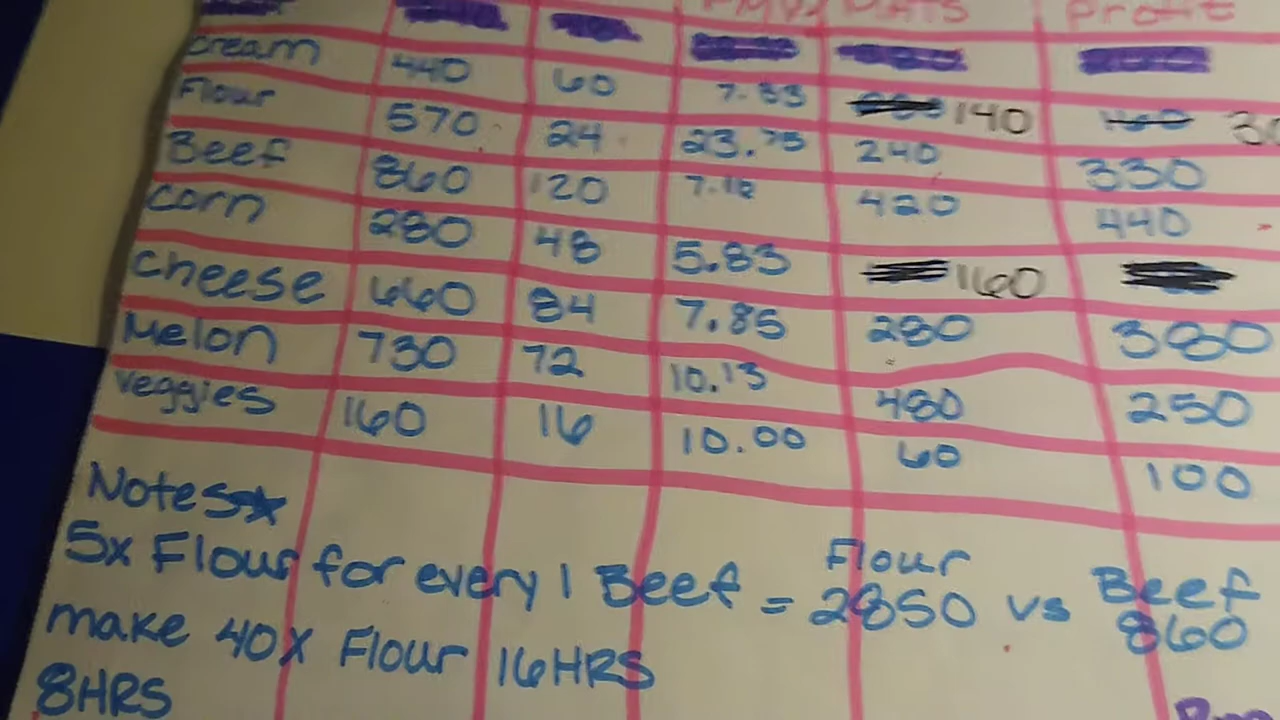 Profit
Cream 440 60 7.33 140
Flour 570 24 23.75 240 330
Beef 860 120 7.16 420 440
Corn 280 48 5.83 160
Cheese 660 84 7.85 280 380
Melon 730 72 10.13 480 250
Veggies 160 16 10.00 60 100
Notes
5x Flour for every 1 Beef = Flour 2850 vs Beef 860
make 40x Flour 16HRS
8HRS